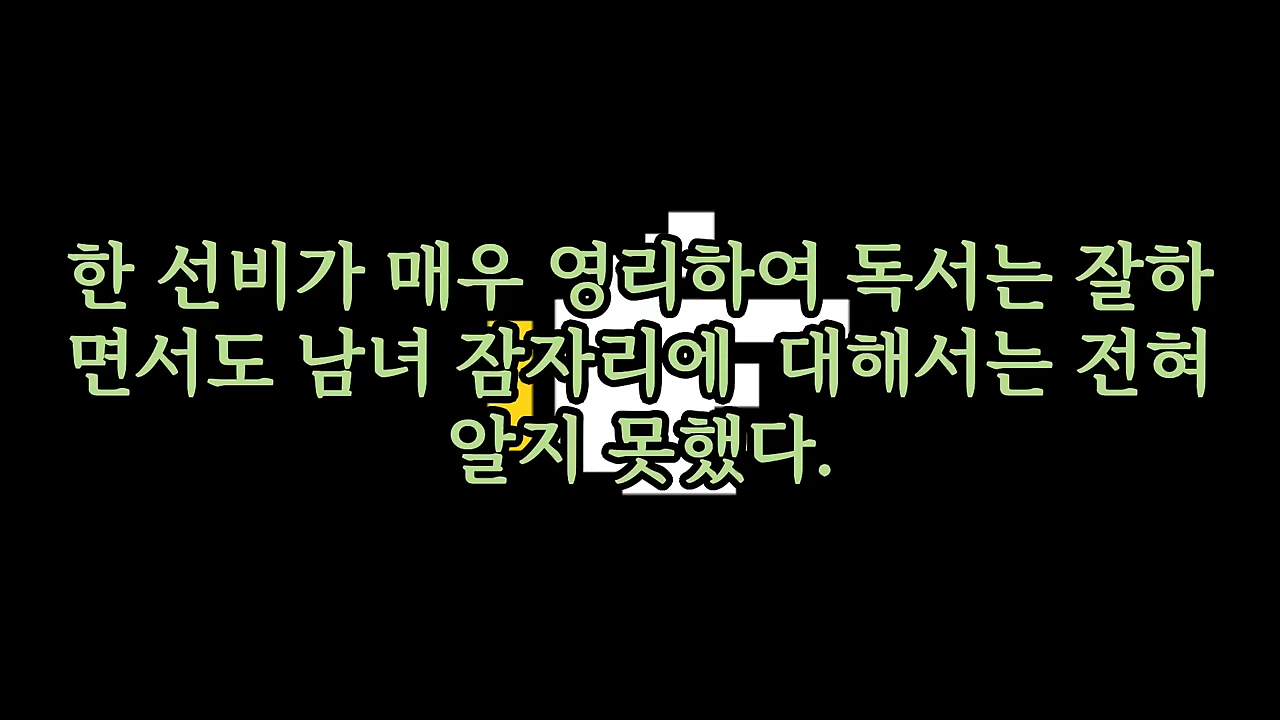 한 선비가 매우 영리하여 독서는 잘하
면서도 남녀 잠자리에  대해서는 전혀
알지 못했다.